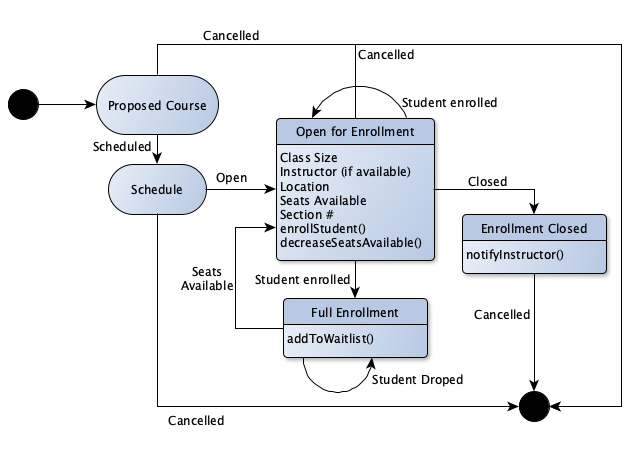 Cancelled
Cancelled
Student enrolled
Proposed Course
Open for Enrollment
Scheduled
Class Size
Instructor (if available)
Location
Seats Available
Section #
enrollStudent()
decreaseSeatsAvailable()
Schedule
Open
Closed
Enrollment Closed
notifyInstructor()
Seats
Available
Student enrolled
Full Enrollment
addToWaitlist()
Cancelled
Student Droped
Cancelled